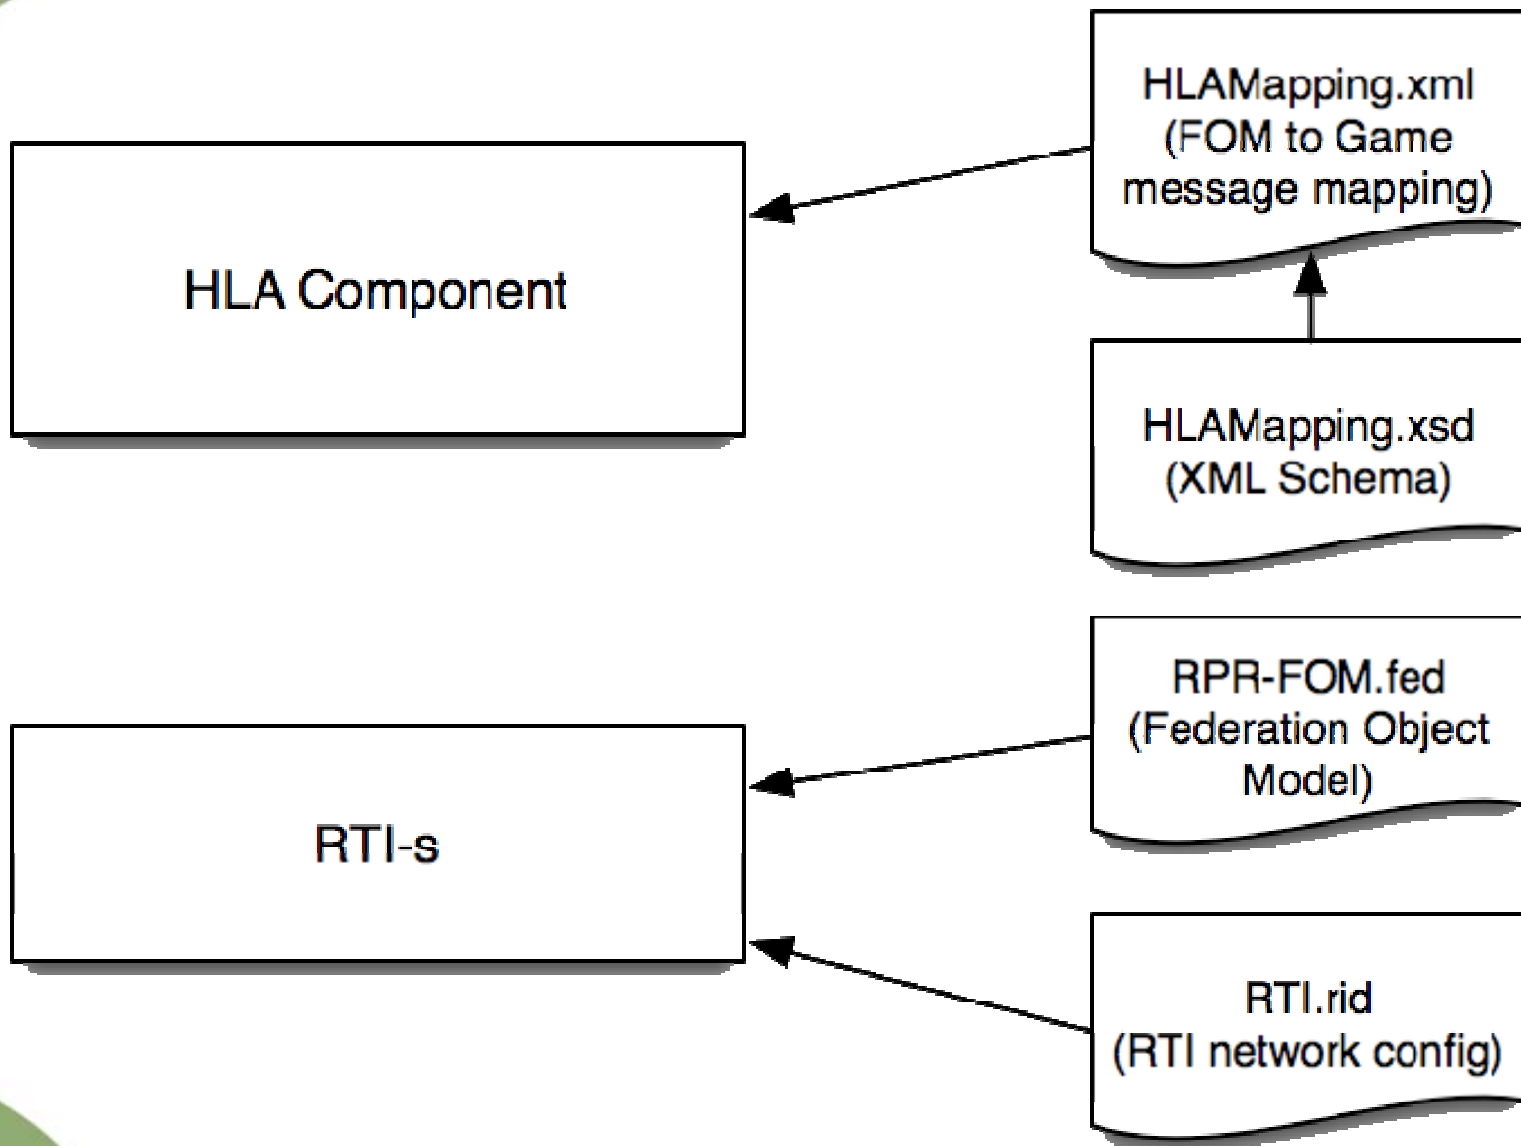 HLAMapping.xml
(FOM to Game
message mapping)
HLA Component
HLAMapping.xsd
(XML Schema)
RPR-FOM.fed
(Federation Object
Model)
RTI-s
RTI.rid
(RTI network config)